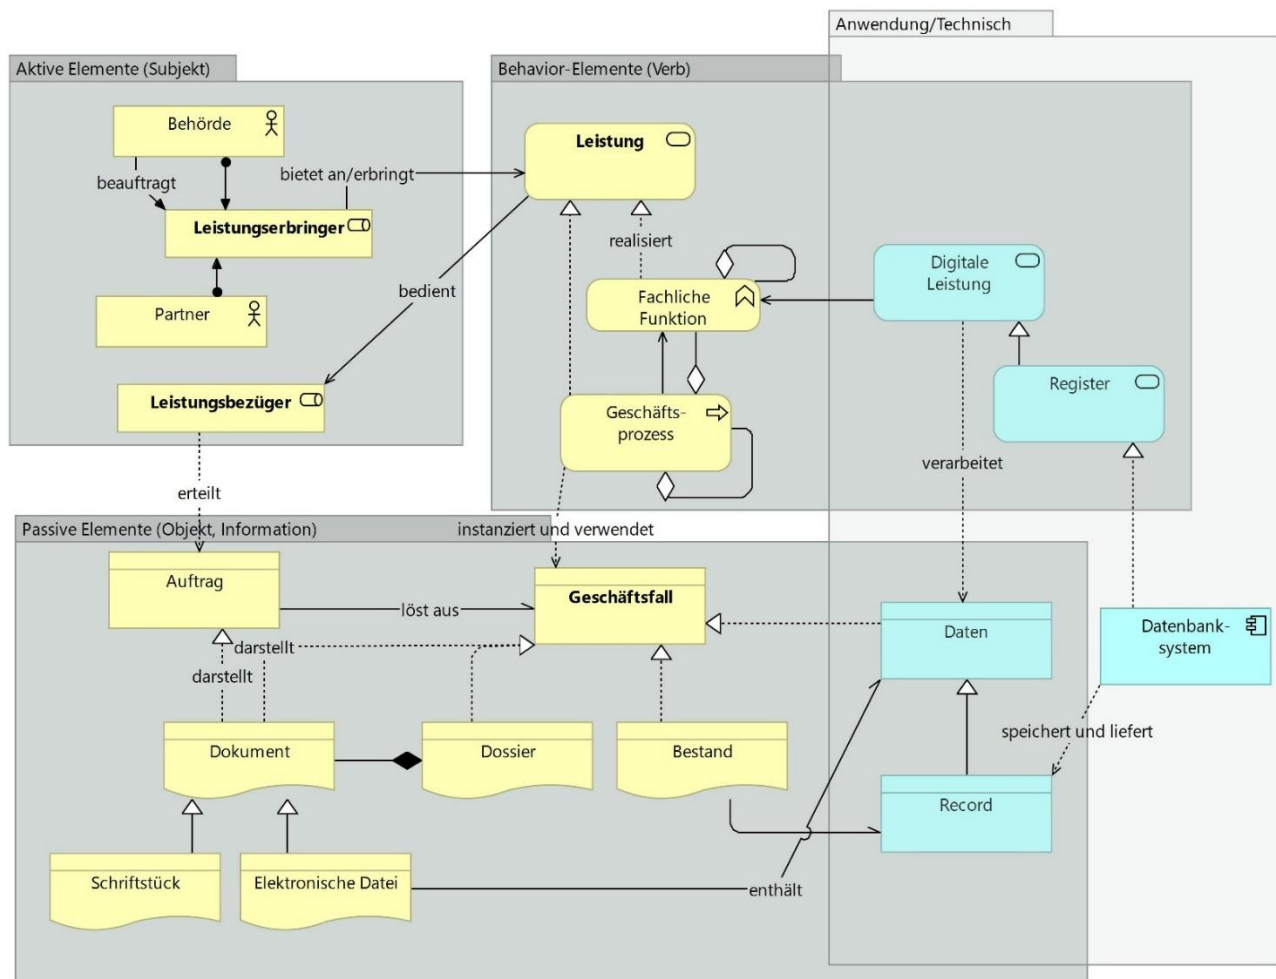 Anwendung/Technisch
Aktive Elemente (Subjekt)
Behavior-Elemente (Verb)
Behörde
Leistung
beauftragt
bietet an/erbringt
Leistungserbringer
realisiert
Digitale
Leistung
bedient
Fachliche
Funktion
Partner
Leistungsbezüger
Geschäfts-
prozess
Register
verarbeitet
erteilt
Passive Elemente (Objekt, Information)
instanziert und verwendet
Auftrag
Geschäftsfall
löst aus
Daten
Datenbank-
system
darstellt
darstellt
speichert und liefert
Dokument
Dossier
Bestand
Record
Schriftstück
Elektronische Datei
enthält